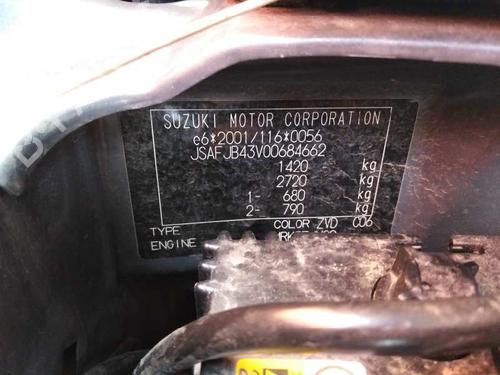 SUZUKI MOTOR CORPORATION
e6*2001/116*0056
JSAFJB43V00684662
1420 kg
2720 kg
1- 680 kg
2- 790 kg
TYPE COLOR ZVD C06
ENGINE